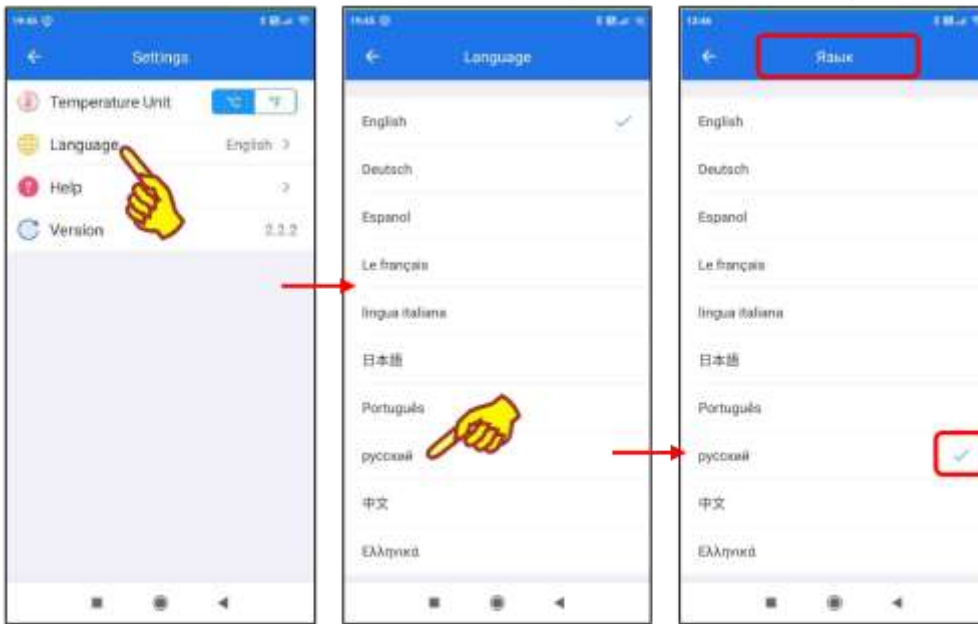 Settings
Temperature Unit °C °F
Language English >
Help >
Version 2.2.2
19:45
Language
English
Deutsch
Espanol
Le français
lingua italiana
日本語
Português
русский
中文
Ελληνικά
Язык
English
Deutsch
Espanol
Le français
lingua italiana
日本語
Português
русский
中文
Ελληνικά